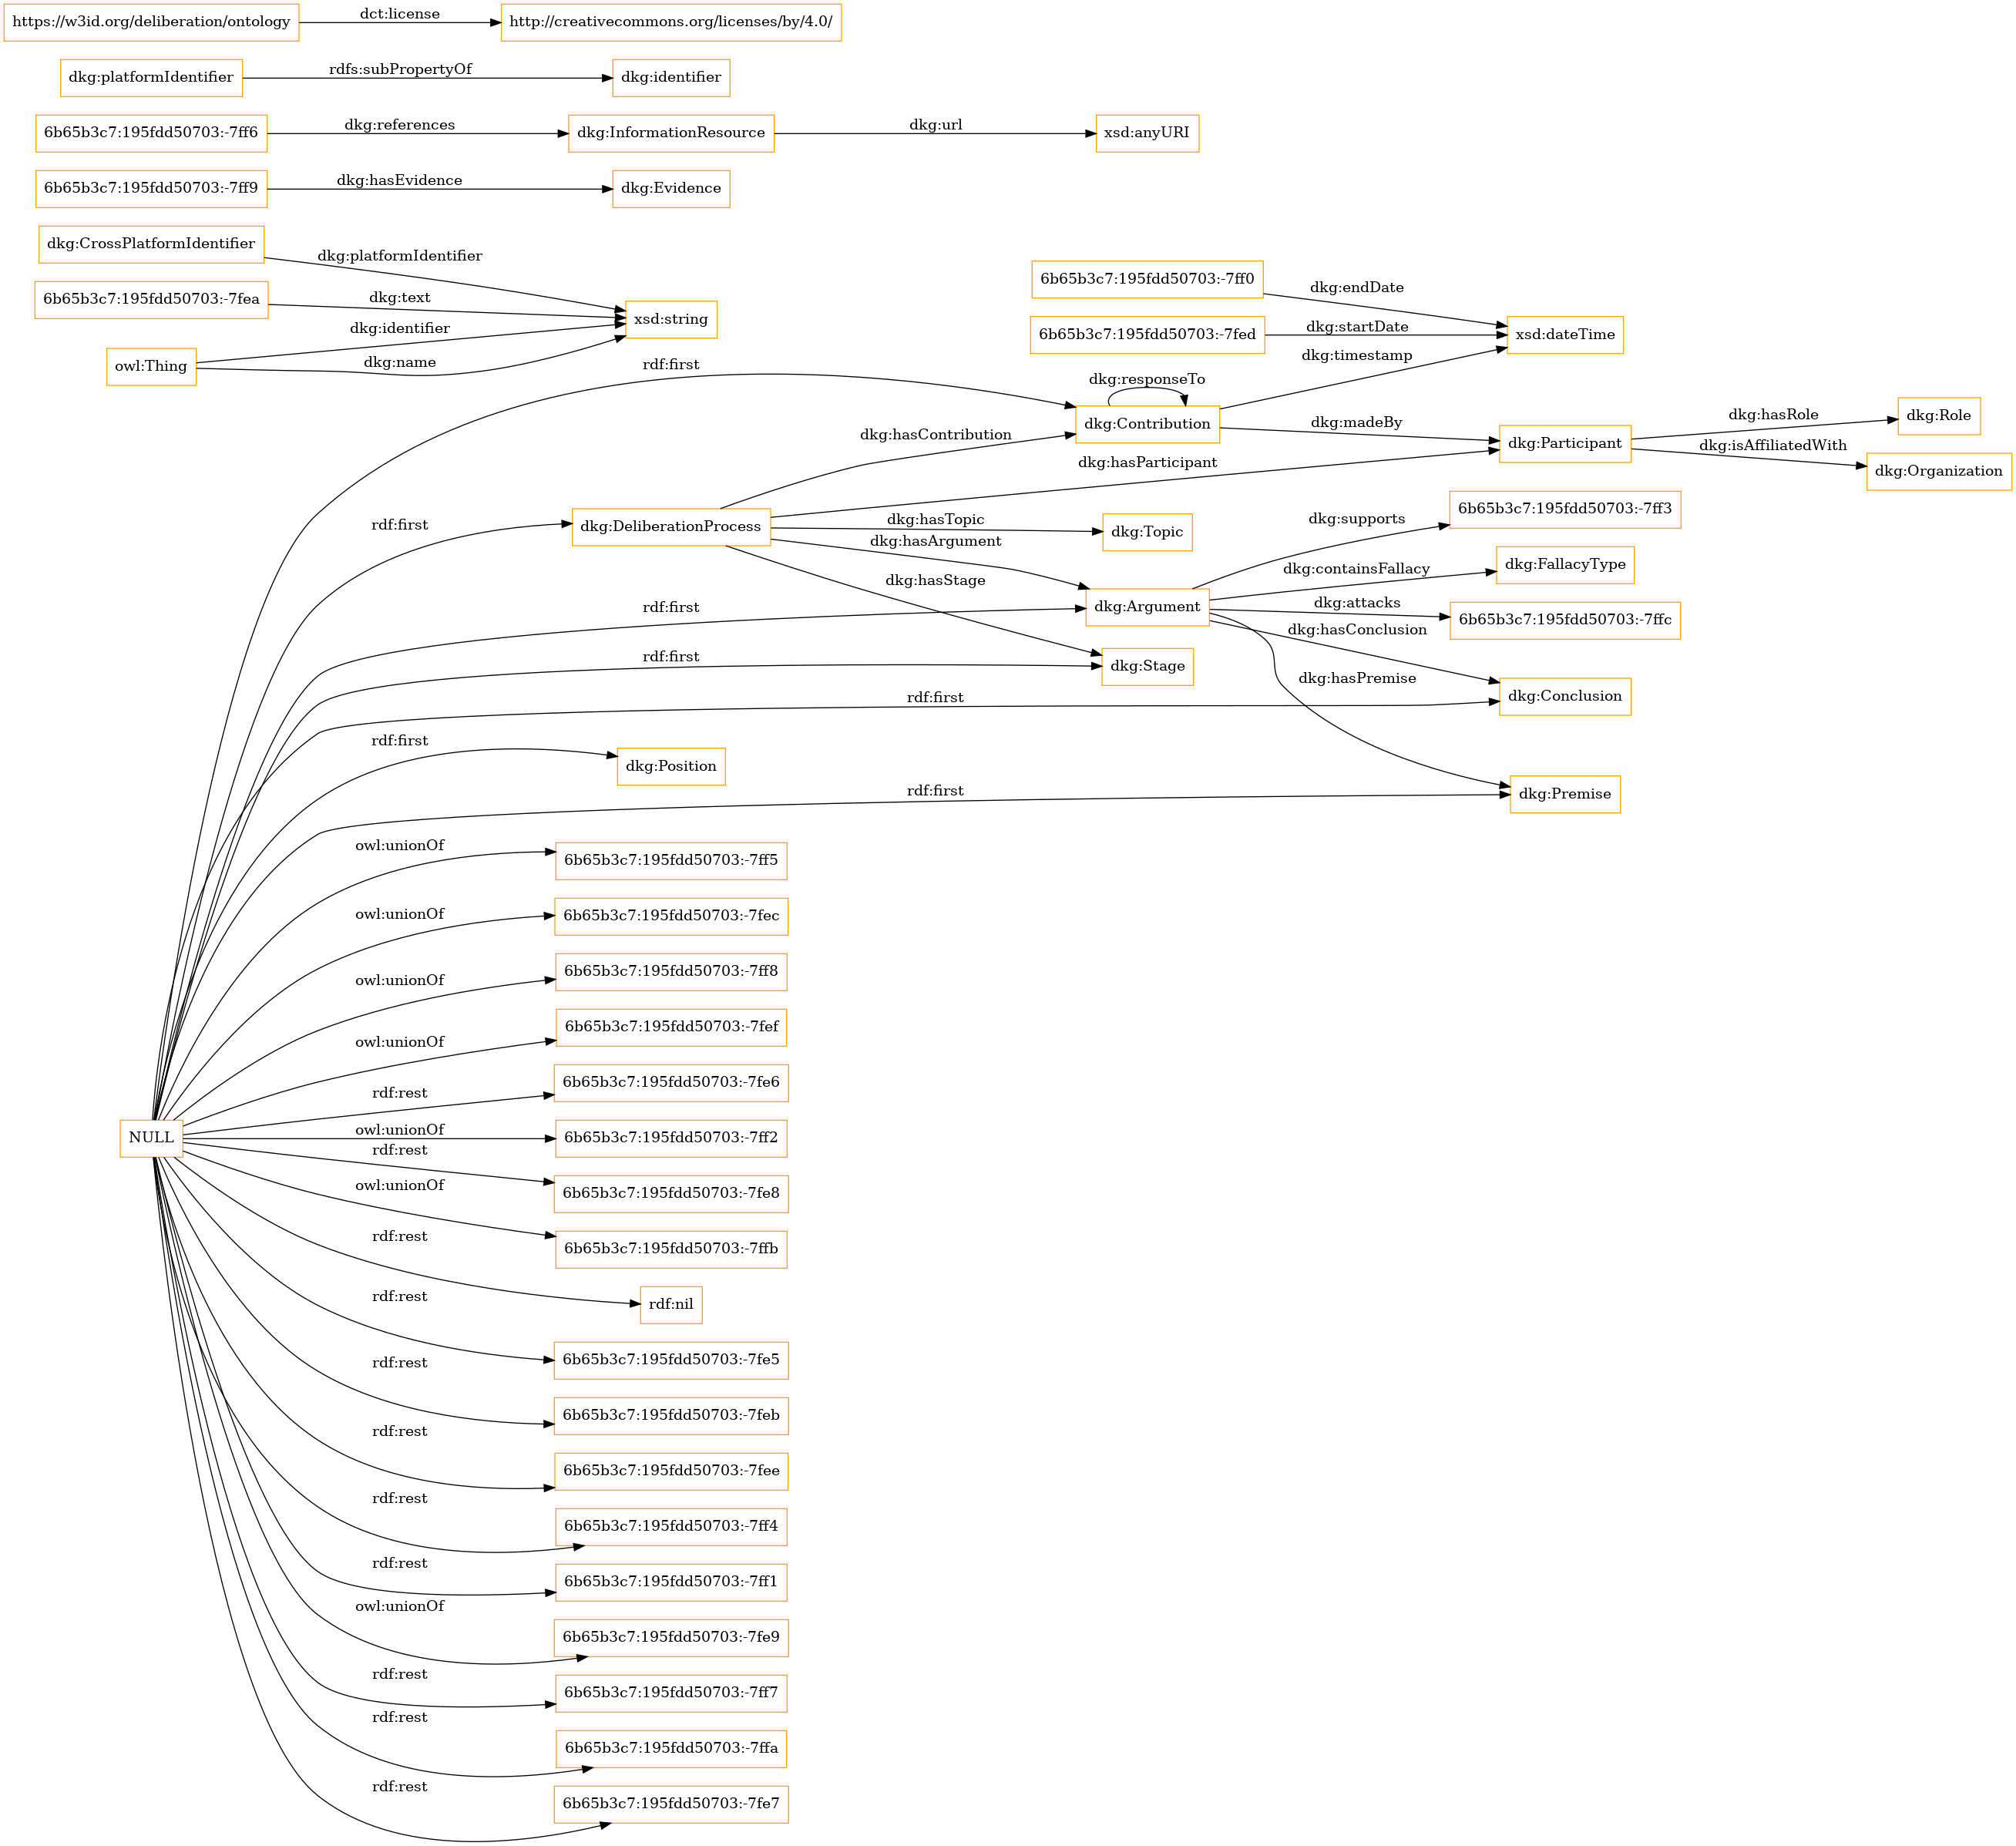 https://w3id.org/deliberation/ontology
dct:license
http://creativecommons.org/licenses/by/4.0/
dkg:platformIdentifier
rdfs:subPropertyOf
dkg:identifier
6b65b3c7:195fdd50703:-7ff6
dkg:references
dkg:InformationResource
dkg:url
xsd:anyURI
6b65b3c7:195fdd50703:-7ff9
dkg:hasEvidence
dkg:Evidence
dkg:CrossPlatformIdentifier
dkg:platformIdentifier
6b65b3c7:195fdd50703:-7fea
dkg:text
xsd:string
owl:Thing
dkg:identifier
dkg:name
6b65b3c7:195fdd50703:-7ff0
dkg:endDate
6b65b3c7:195fdd50703:-7fed
dkg:startDate
xsd:dateTime
dkg:timestamp
rdf:first
dkg:responseTo
dkg:Contribution
dkg:madeBy
dkg:Participant
dkg:hasRole
dkg:Role
dkg:isAffiliatedWith
dkg:Organization
dkg:hasContribution
dkg:hasParticipant
rdf:first
dkg:DeliberationProcess
dkg:hasTopic
dkg:Topic
dkg:hasArgument
dkg:hasStage
dkg:supports
6b65b3c7:195fdd50703:-7ff3
dkg:containsFallacy
dkg:FallacyType
rdf:first
dkg:Argument
dkg:attacks
6b65b3c7:195fdd50703:-7ffc
dkg:hasConclusion
rdf:first
dkg:Stage
dkg:hasPremise
rdf:first
dkg:Conclusion
rdf:first
dkg:Position
rdf:first
dkg:Premise
owl:unionOf
6b65b3c7:195fdd50703:-7ff5
owl:unionOf
6b65b3c7:195fdd50703:-7fec
owl:unionOf
6b65b3c7:195fdd50703:-7ff8
owl:unionOf
6b65b3c7:195fdd50703:-7fef
rdf:rest
6b65b3c7:195fdd50703:-7fe6
NULL
owl:unionOf
6b65b3c7:195fdd50703:-7ff2
rdf:rest
6b65b3c7:195fdd50703:-7fe8
owl:unionOf
6b65b3c7:195fdd50703:-7ffb
rdf:rest
rdf:nil
rdf:rest
6b65b3c7:195fdd50703:-7fe5
rdf:rest
6b65b3c7:195fdd50703:-7feb
rdf:rest
6b65b3c7:195fdd50703:-7fee
rdf:rest
6b65b3c7:195fdd50703:-7ff4
rdf:rest
6b65b3c7:195fdd50703:-7ff1
owl:unionOf
6b65b3c7:195fdd50703:-7fe9
rdf:rest
6b65b3c7:195fdd50703:-7ff7
rdf:rest
6b65b3c7:195fdd50703:-7ffa
rdf:rest
6b65b3c7:195fdd50703:-7fe7